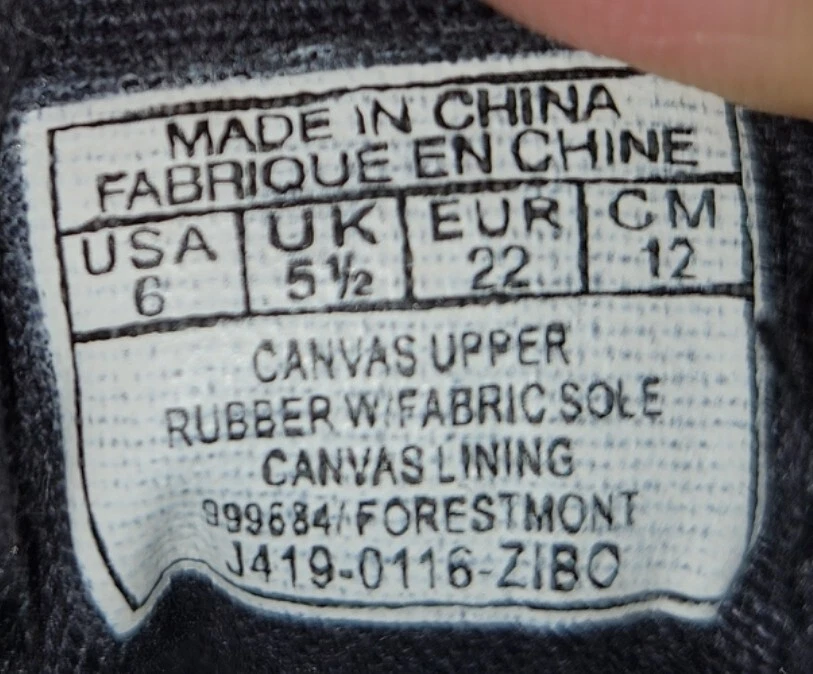 MADE IN CHINA
FABRIQUE EN CHINE
USA UK EUR CM
6 5½ 22 12
CANVAS UPPER
RUBBER W/FABRIC SOLE
CANVAS LINING
999684/FORESTMONT
J419-0116-ZIBO